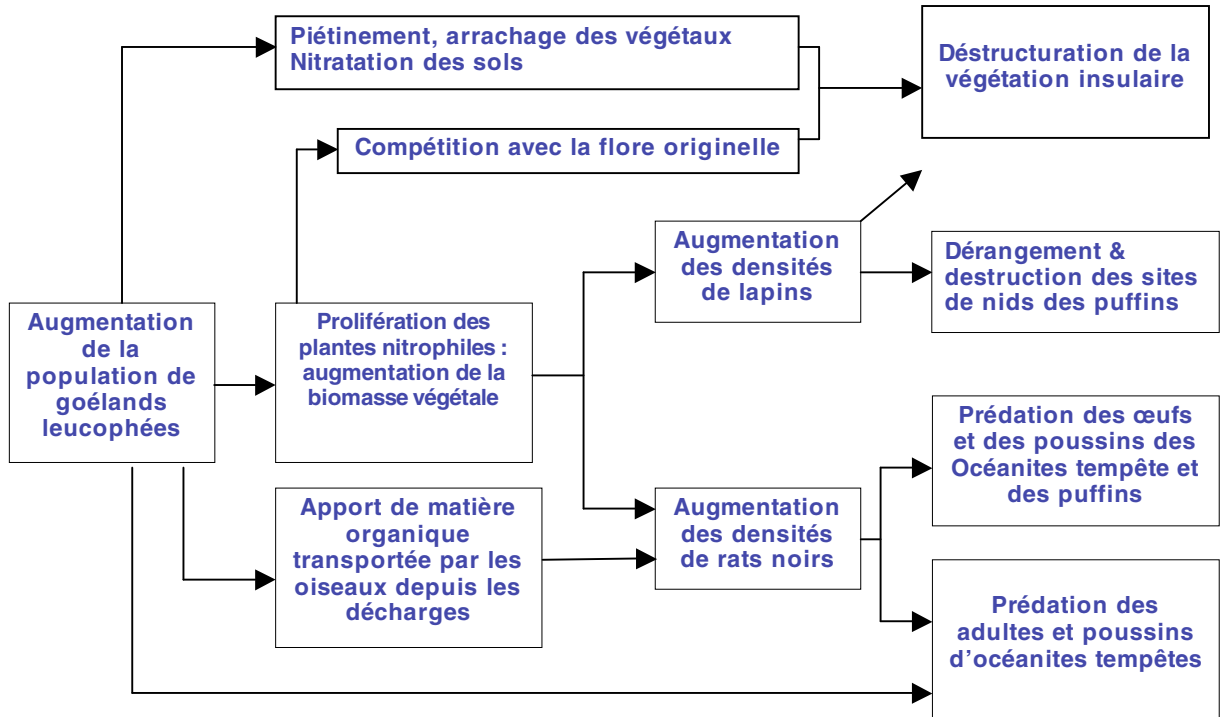 Piétinement, arrachage des végétaux
Nitratation des sols
Déstructuration de la
végétation insulaire
Compétition avec la flore originelle
Augmentation
des densités
de lapins
Dérangement &
destruction des sites
de nids des puffins
Augmentation
de la
population de
goélands
leucophées
Prolifération des
plantes nitrophiles :
augmentation de la
biomasse végétale
Prédation des œufs
et des poussins des
Océanites tempête et
des puffins
Apport de matière
organique
transportée par les
oiseaux depuis les
décharges
Augmentation
des densités
de rats noirs
Prédation des
adultes et poussins
d'océanites tempêtes